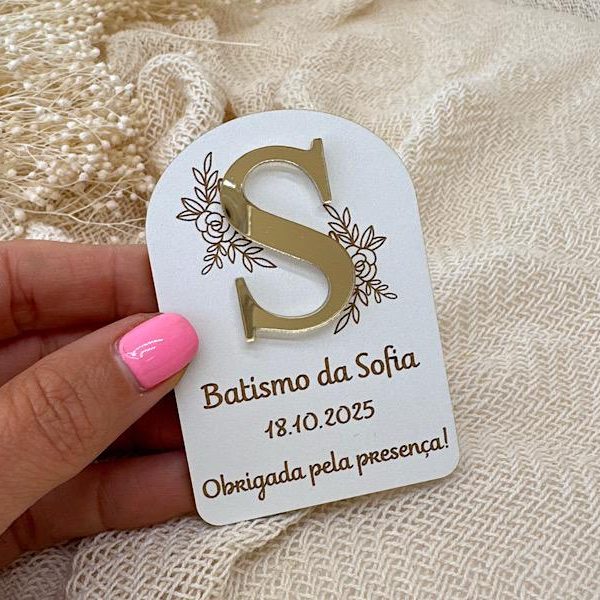 S
Batismo da Sofia
18.10.2025
Obrigada pela presença!